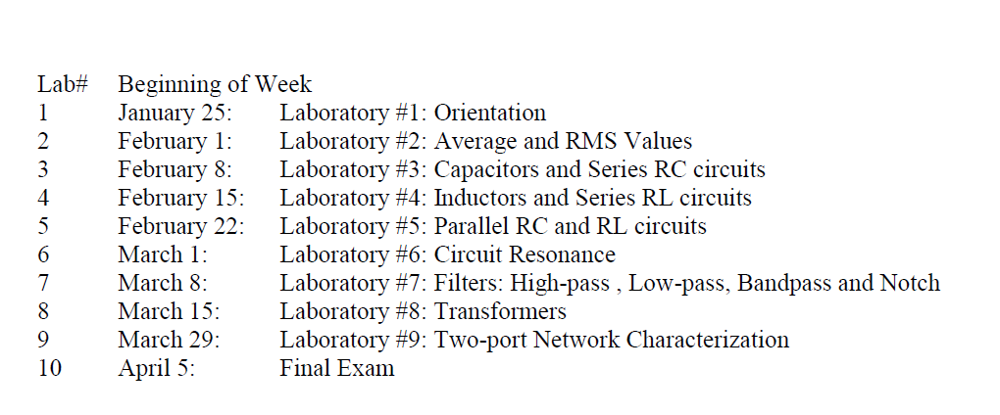 Lab# Beginning of Week
1 January 25: Laboratory #1: Orientation
2 February 1: Laboratory #2: Average and RMS Values
3 February 8: Laboratory #3: Capacitors and Series RC circuits
4 February 15: Laboratory #4: Inductors and Series RL circuits
5 February 22: Laboratory #5: Parallel RC and RL circuits
6 March 1: Laboratory #6: Circuit Resonance
7 March 8: Laboratory #7: Filters: High-pass , Low-pass, Bandpass and Notch
8 March 15: Laboratory #8: Transformers
9 March 29: Laboratory #9: Two-port Network Characterization
10 April 5: Final Exam